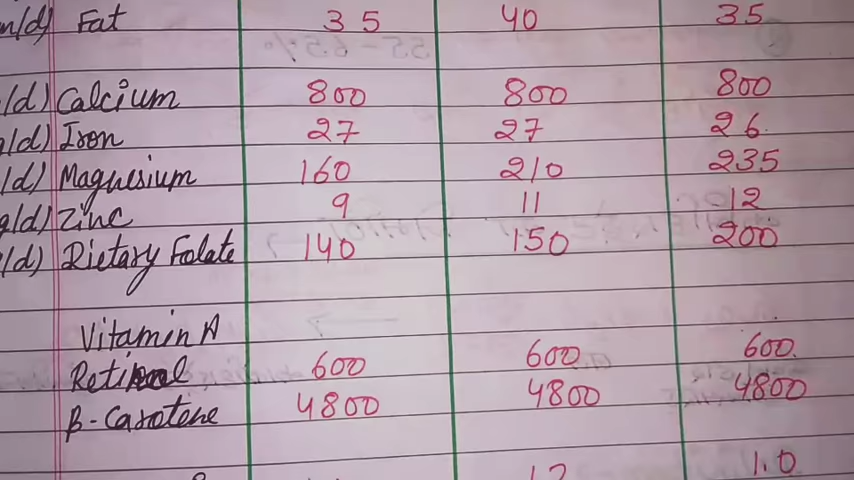 n/d) Fat 35 40 35
/d) Calcium 800 800 800
/d) Iron 27 27 26
/d) Magnesium 160 210 235
g/d) Zinc 9 11 12
/d) Dietary Folate 140 150 200
Vitamin A
Retinol 600 600 600
β-Carotene 4800 4800 4800
1.0